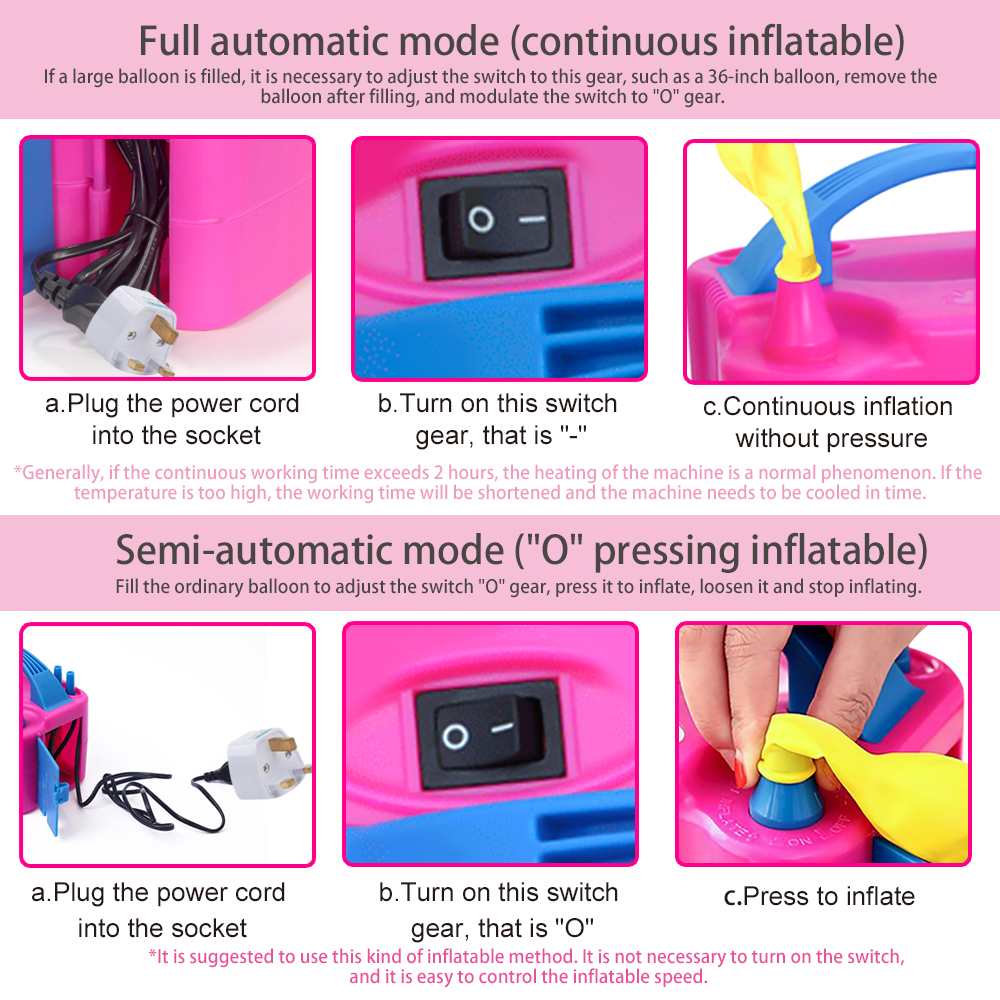 Full automatic mode (continuous inflatable)
If a large balloon is filled, it is necessary to adjust the switch to this gear, such as a 36-inch balloon, remove the
balloon after filling, and modulate the switch to "O" gear.
a.Plug the power cord
into the socket
b.Turn on this switch
gear, that is "-"
c.Continuous inflation
without pressure
*Generally, if the continuous working time exceeds 2 hours, the heating of the machine is a normal phenomenon. If the
temperature is too high, the working time will be shortened and the machine needs to be cooled in time.
Semi-automatic mode ("O" pressing inflatable)
Fill the ordinary balloon to adjust the switch "O" gear, press it to inflate, loosen it and stop inflating.
INFLATE
ON / OFF
a.Plug the power cord
into the socket
b.Turn on this switch
gear, that is "O"
c.Press to inflate
*It is suggested to use this kind of inflatable method. It is not necessary to turn on the switch,
and it is easy to control the inflatable speed.